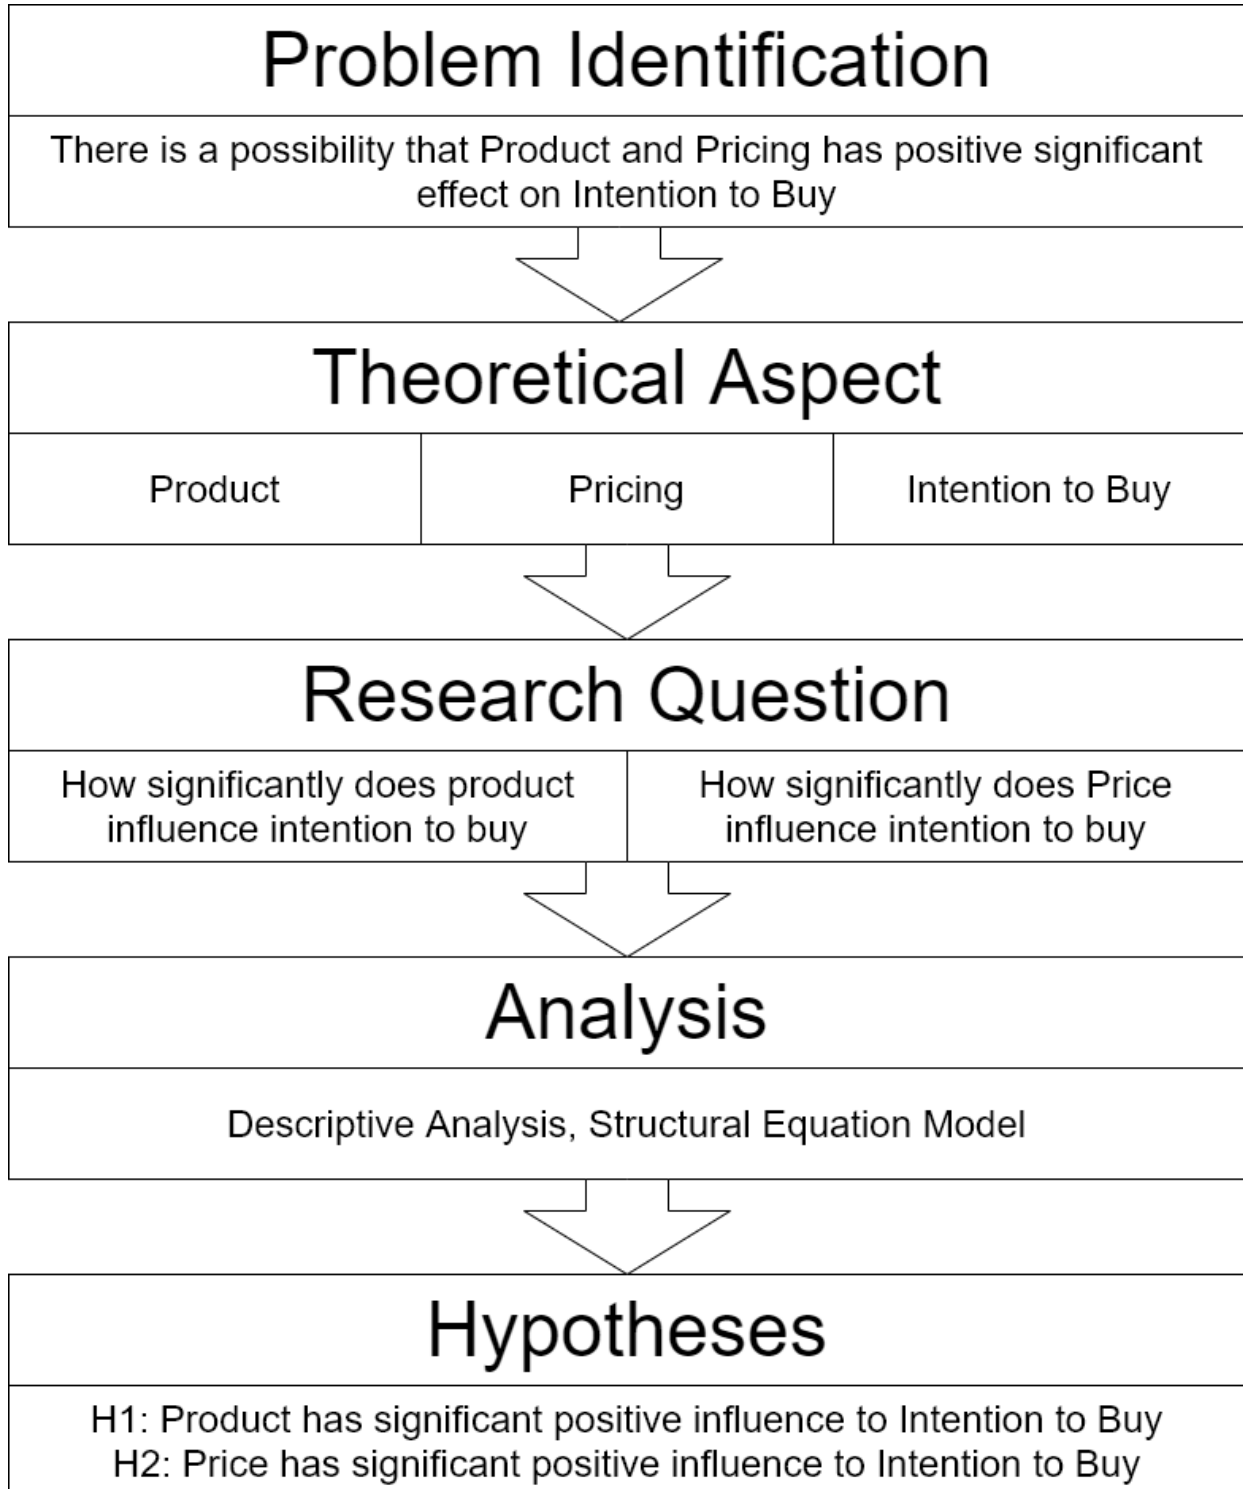 Problem Identification
There is a possibility that Product and Pricing has positive significant
effect on Intention to Buy
Theoretical Aspect
Product
Pricing
Intention to Buy
Research Question
How significantly does product
influence intention to buy
How significantly does Price
influence intention to buy
Analysis
Descriptive Analysis, Structural Equation Model
Hypotheses
H1: Product has significant positive influence to Intention to Buy
H2: Price has significant positive influence to Intention to Buy